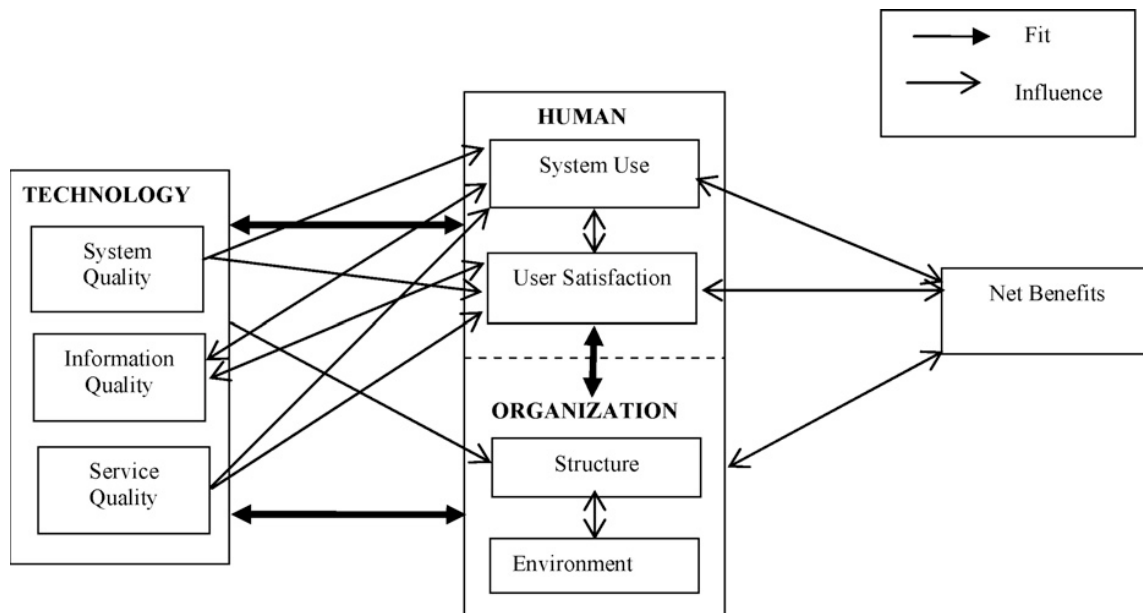 Fit
Influence
HUMAN
System Use
TECHNOLOGY
System
Quality
User Satisfaction
Net Benefits
Information
Quality
ORGANIZATION
Structure
Service
Quality
Environment